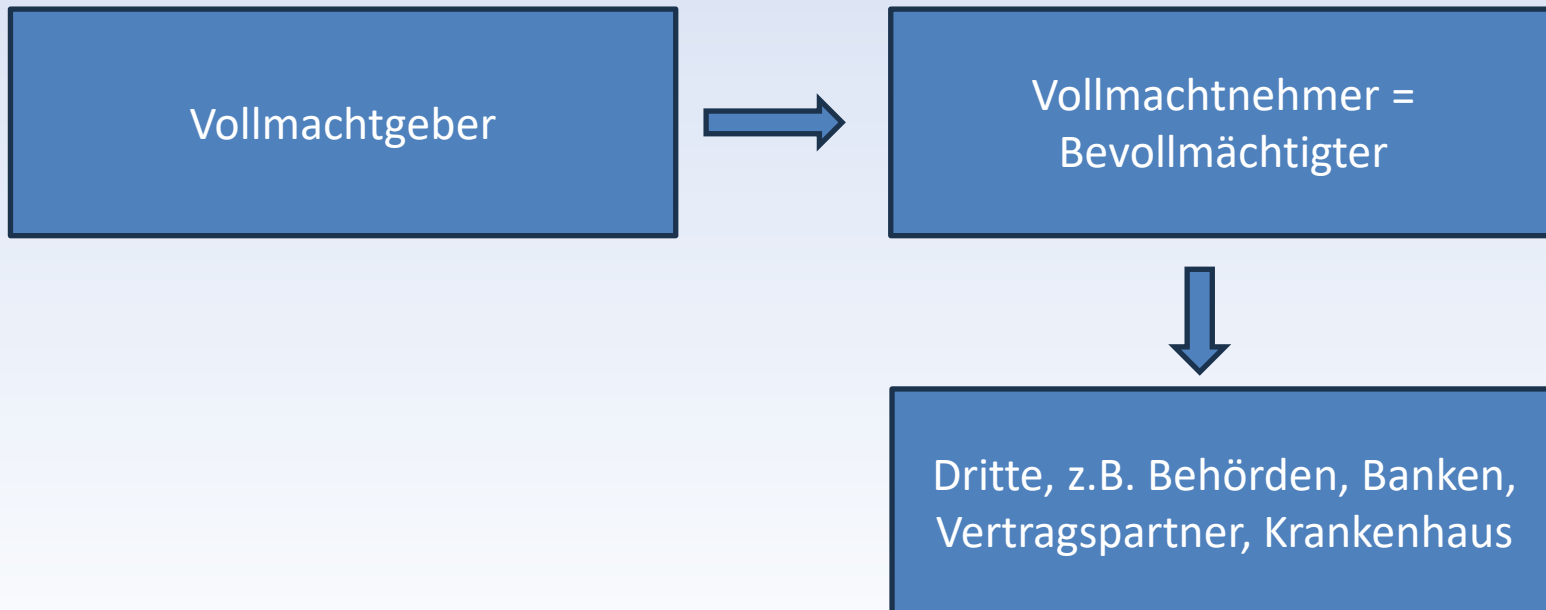 Vollmachtgeber
Vollmachtnehmer =
Bevollmächtigter
Dritte, z.B. Behörden, Banken,
Vertragspartner, Krankenhaus